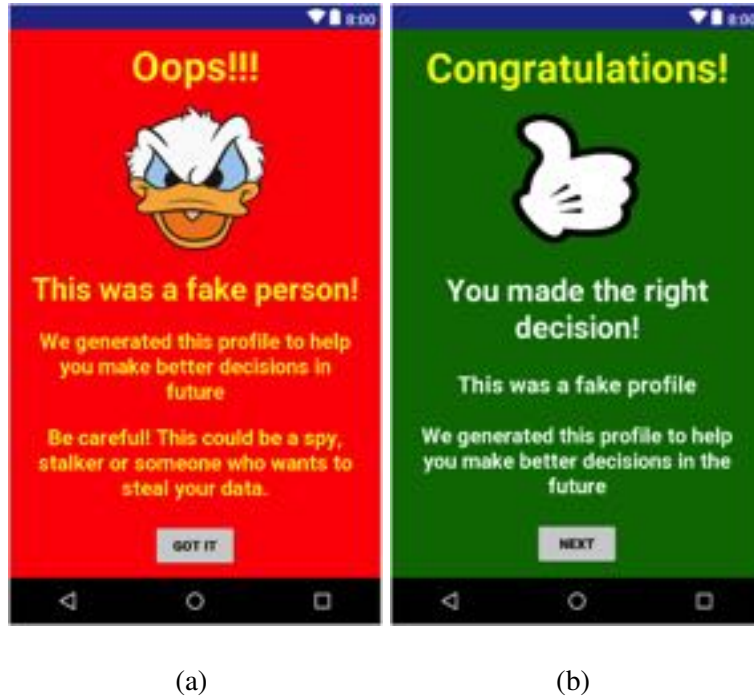 8:00
Oops!!!
This was a fake person!
We generated this profile to help
you make better decisions in
future
Be careful! This could be a spy,
stalker or someone who wants to
steal your data.
GOT IT
(a)
8:00
Congratulations!
You made the right
decision!
This was a fake profile
We generated this profile to help
you make better decisions in the
future
NEXT
(b)